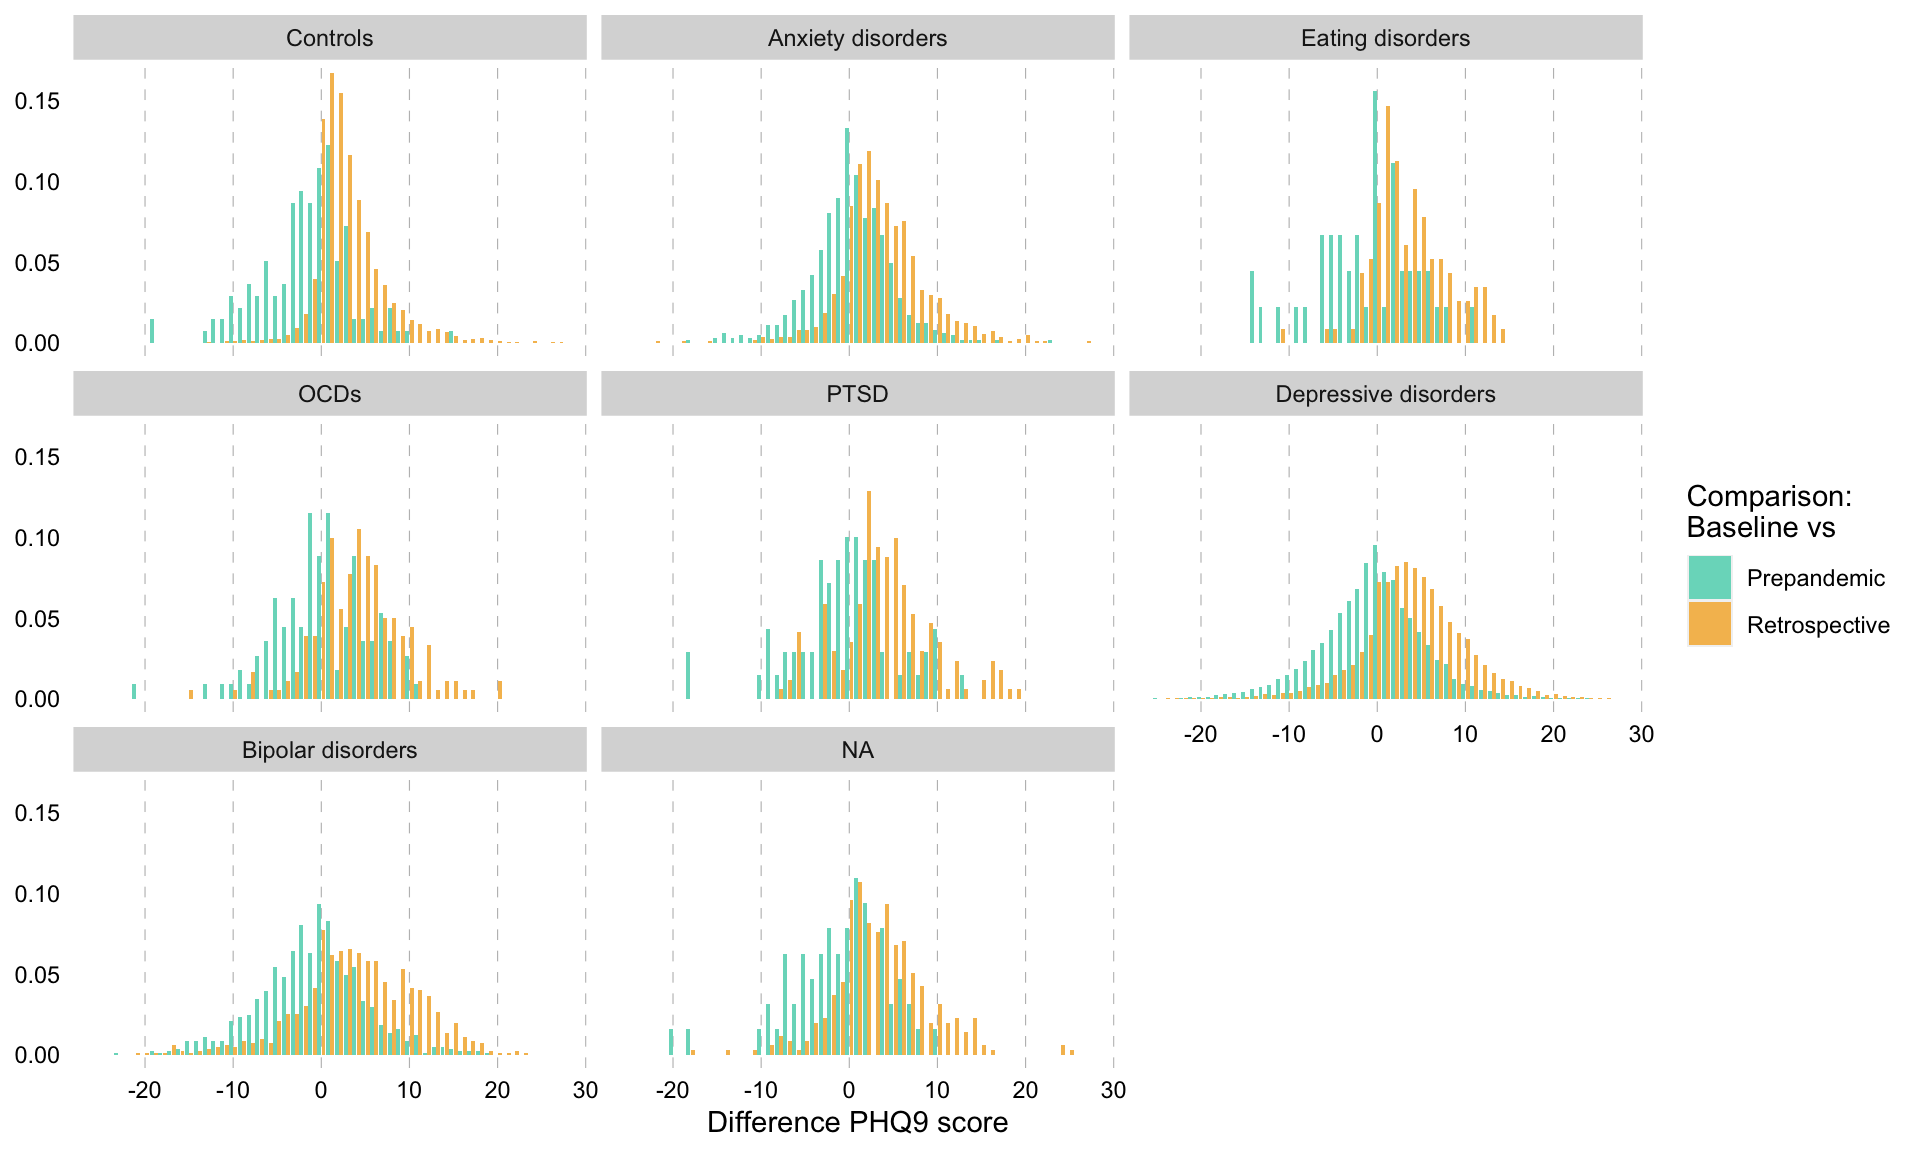 Controls
Anxiety disorders
Eating disorders
0.15
0.10
0.05
0.00
OCDs
PTSD
Depressive disorders
0.15
0.10
0.05
0.00
-20 -10 0 10 20 30
Comparison:
Baseline vs
Prepandemic
Retrospective
Bipolar disorders
NA
0.15
0.10
0.05
0.00
-20 -10 0 10 20 30
-20 -10 0 10 20 30
Difference PHQ9 score